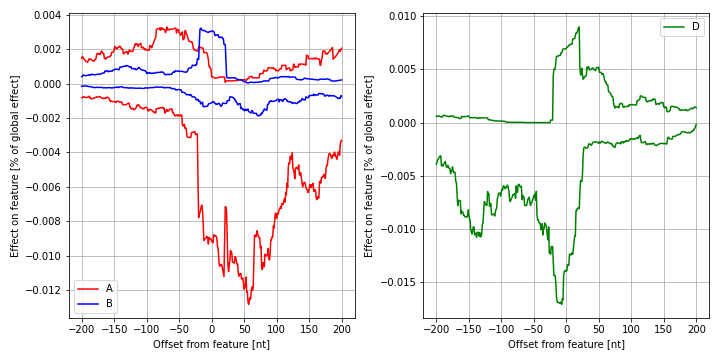 0.004
0.002
0.000
−0.002
−0.004
−0.006
−0.008
−0.010
−0.012
Effect on feature [% of global effect]
A
B
−200 −150 −100 −50 0 50 100 150 200
Offset from feature [nt]
0.010
0.005
0.000
−0.005
−0.010
−0.015
Effect on feature [% of global effect]
D
−200 −150 −100 −50 0 50 100 150 200
Offset from feature [nt]